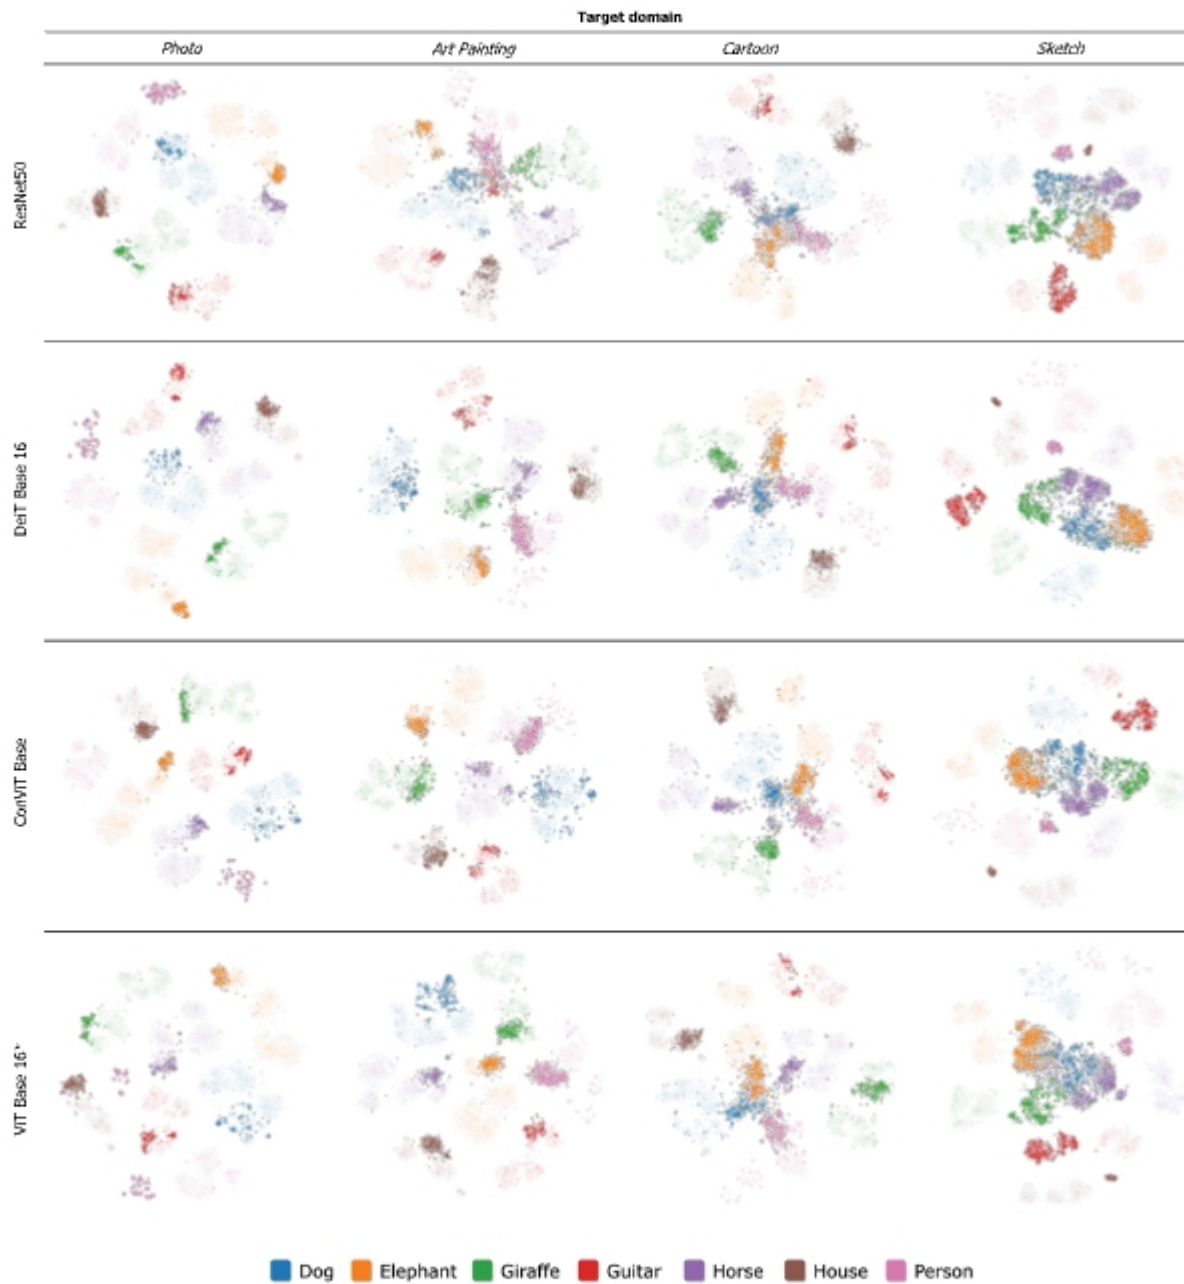 Target domain
Photo Art Painting Cartoon Sketch
ResNet50
DeiT Base 16
ConViT Base
ViT Base 16*
Dog Elephant Giraffe Guitar Horse House Person